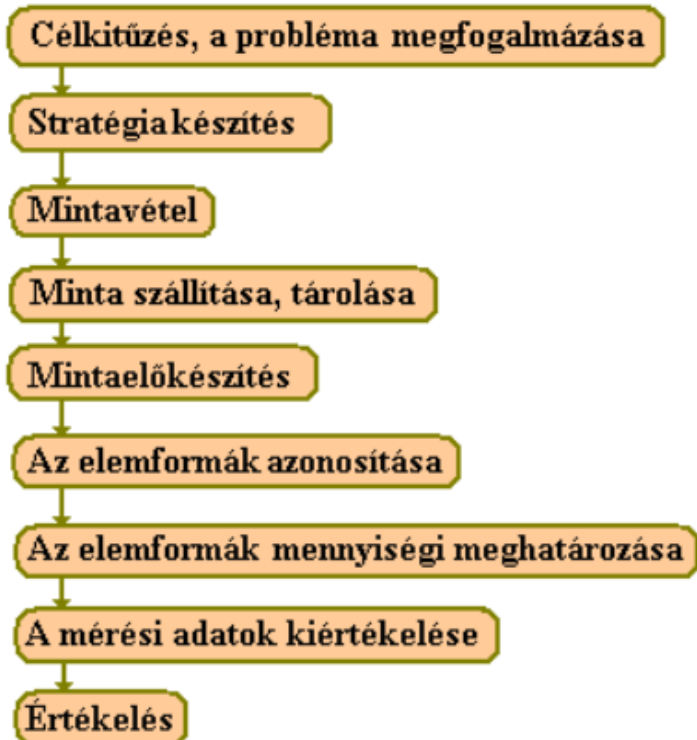 Célkitűzés, a probléma megfogalmázása
Stratégia készítés
Mintavétel
Minta szállítása, tárolása
Mintaelőkészítés
Az elemformák azonosítása
Az elemformák mennyiségi meghatározása
A mérési adatok kiértékelése
Értékelés